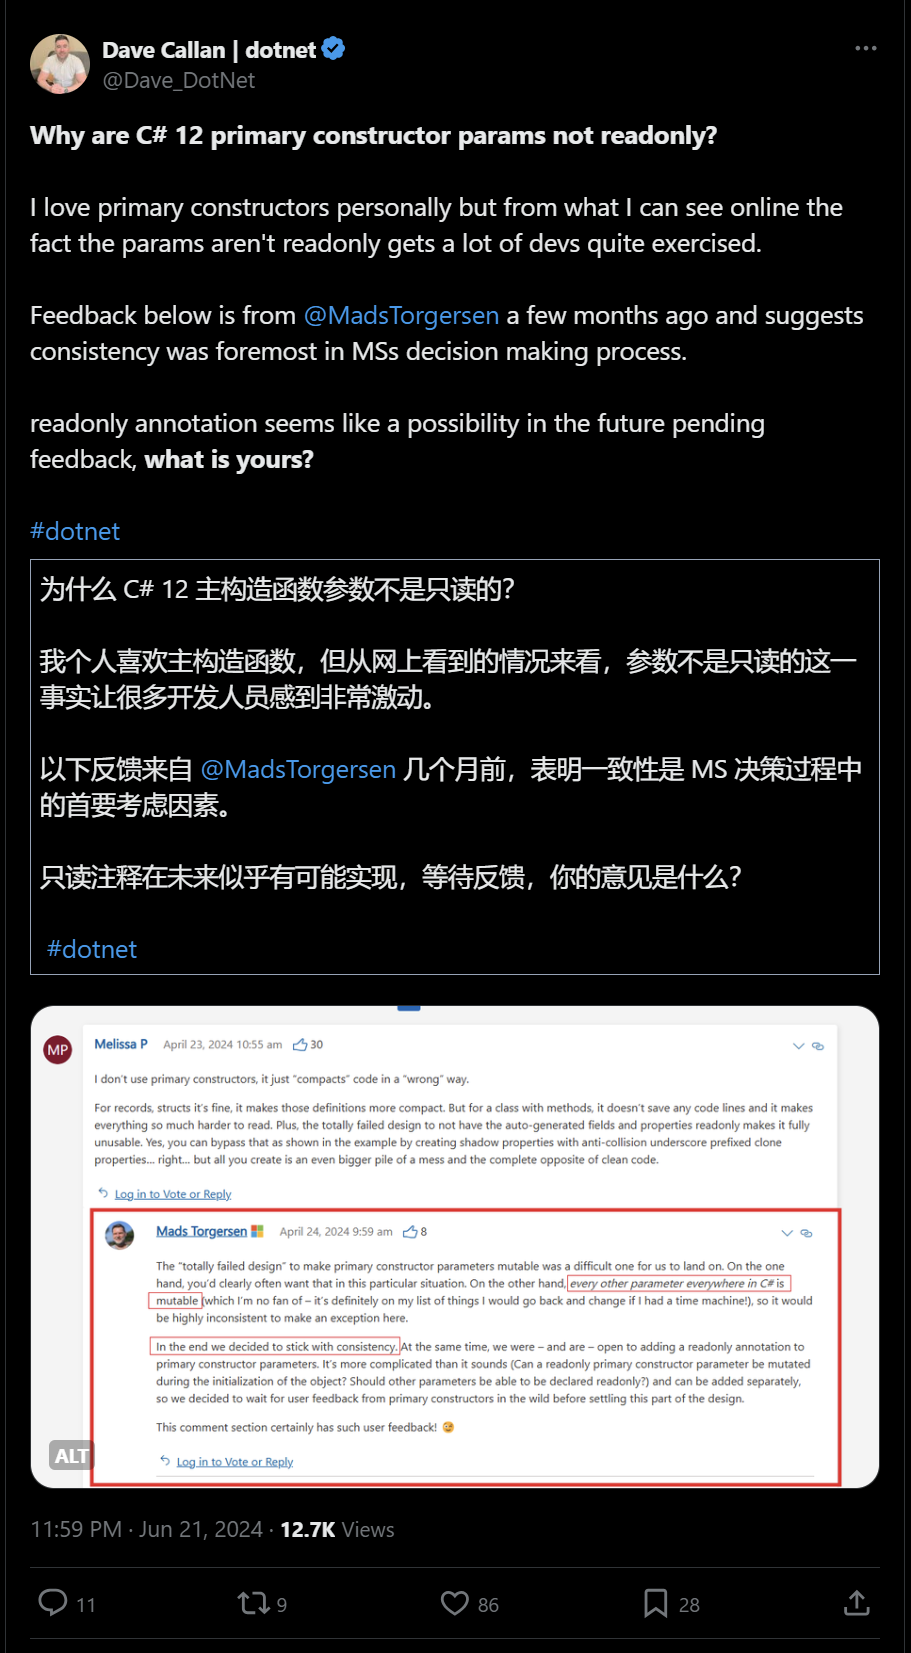 Dave Callan | dotnet
@Dave_DotNet
Why are C# 12 primary constructor params not readonly?
I love primary constructors personally but from what I can see online the
fact the params aren't readonly gets a lot of devs quite exercised.
Feedback below is from @MadsTorgersen a few months ago and suggests
consistency was foremost in MSs decision making process.
readonly annotation seems like a possibility in the future pending
feedback, what is yours?
#dotnet
为什么 C# 12 主构造函数参数不是只读的?
我个人喜欢主构造函数，但从网上看到的情况来看，参数不是只读的这一
事实让很多开发人员感到非常激动。
以下反馈来自 @MadsTorgersen 几个月前，表明一致性是 MS 决策过程中
的首要考虑因素。
只读注释在未来似乎有可能实现，等待反馈，你的意见是什么?
#dotnet
MP
Melissa P April 23, 2024 10:55 am 30
I don't use primary constructors, it just "compacts" code in a "wrong" way.
For records, structs it's fine, it makes those definitions more compact. But for a class with methods, it doesn't save any code lines and it makes
everything so much harder to read. Plus, the totally failed design to not have the auto-generated fields and properties readonly makes it fully
unusable. Yes, you can bypass that as shown in the example by creating shadow properties with anti-collision underscore prefixed clone
properties... right... but all you create is an even bigger pile of a mess and the complete opposite of clean code.
Log in to Vote or Reply
Mads Torgersen April 24, 2024 9:59 am 8
The "totally failed design" to make primary constructor parameters mutable was a difficult one for us to land on. On the one
hand, you'd clearly often want that in this particular situation. On the other hand, every other parameter everywhere in C# is
mutable (which I'm no fan of – it's definitely on my list of things I would go back and change if I had a time machine!), so it would
be highly inconsistent to make an exception here.
In the end we decided to stick with consistency. At the same time, we were – and are – open to adding a readonly annotation to
primary constructor parameters. It's more complicated than it sounds (Can a readonly primary constructor parameter be mutated
during the initialization of the object? Should other parameters be able to be declared readonly?) and can be added separately,
so we decided to wait for user feedback from primary constructors in the wild before settling this part of the design.
This comment section certainly has such user feedback! 😉
Log in to Vote or Reply
ALT
11:59 PM · Jun 21, 2024 · 12.7K Views
11 9 86 28